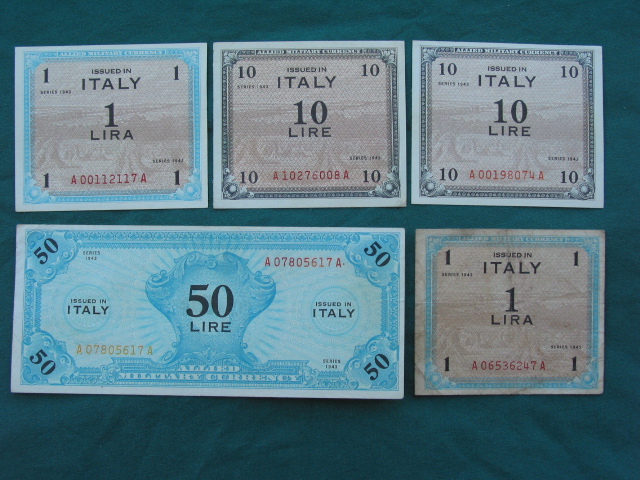 1 ISSUED IN 1
SERIES 1943
ITALY
1
LIRA
SERIES 1943
1 A00112117A 1
ALLIED MILITARY CURRENCY
10 ISSUED IN 10
SERIES 1943
ITALY
10
LIRE
SERIES 1943
10 A10276008A 10
ALLIED MILITARY CURRENCY
10 ISSUED IN 10
SERIES 1943
ITALY
10
LIRE
SERIES 1943
10 A00198074A 10
50 50
SERIES
1943
A07805617A
ISSUED IN
ITALY
50
LIRE
ISSUED IN
ITALY
A07805617A
SERIES
1943
50 50
ALLIED
MILITARY CURRENCY
1 ISSUED IN 1
SERIES 1943
ITALY
1
LIRA
SERIES 1943
1 A06536247A 1